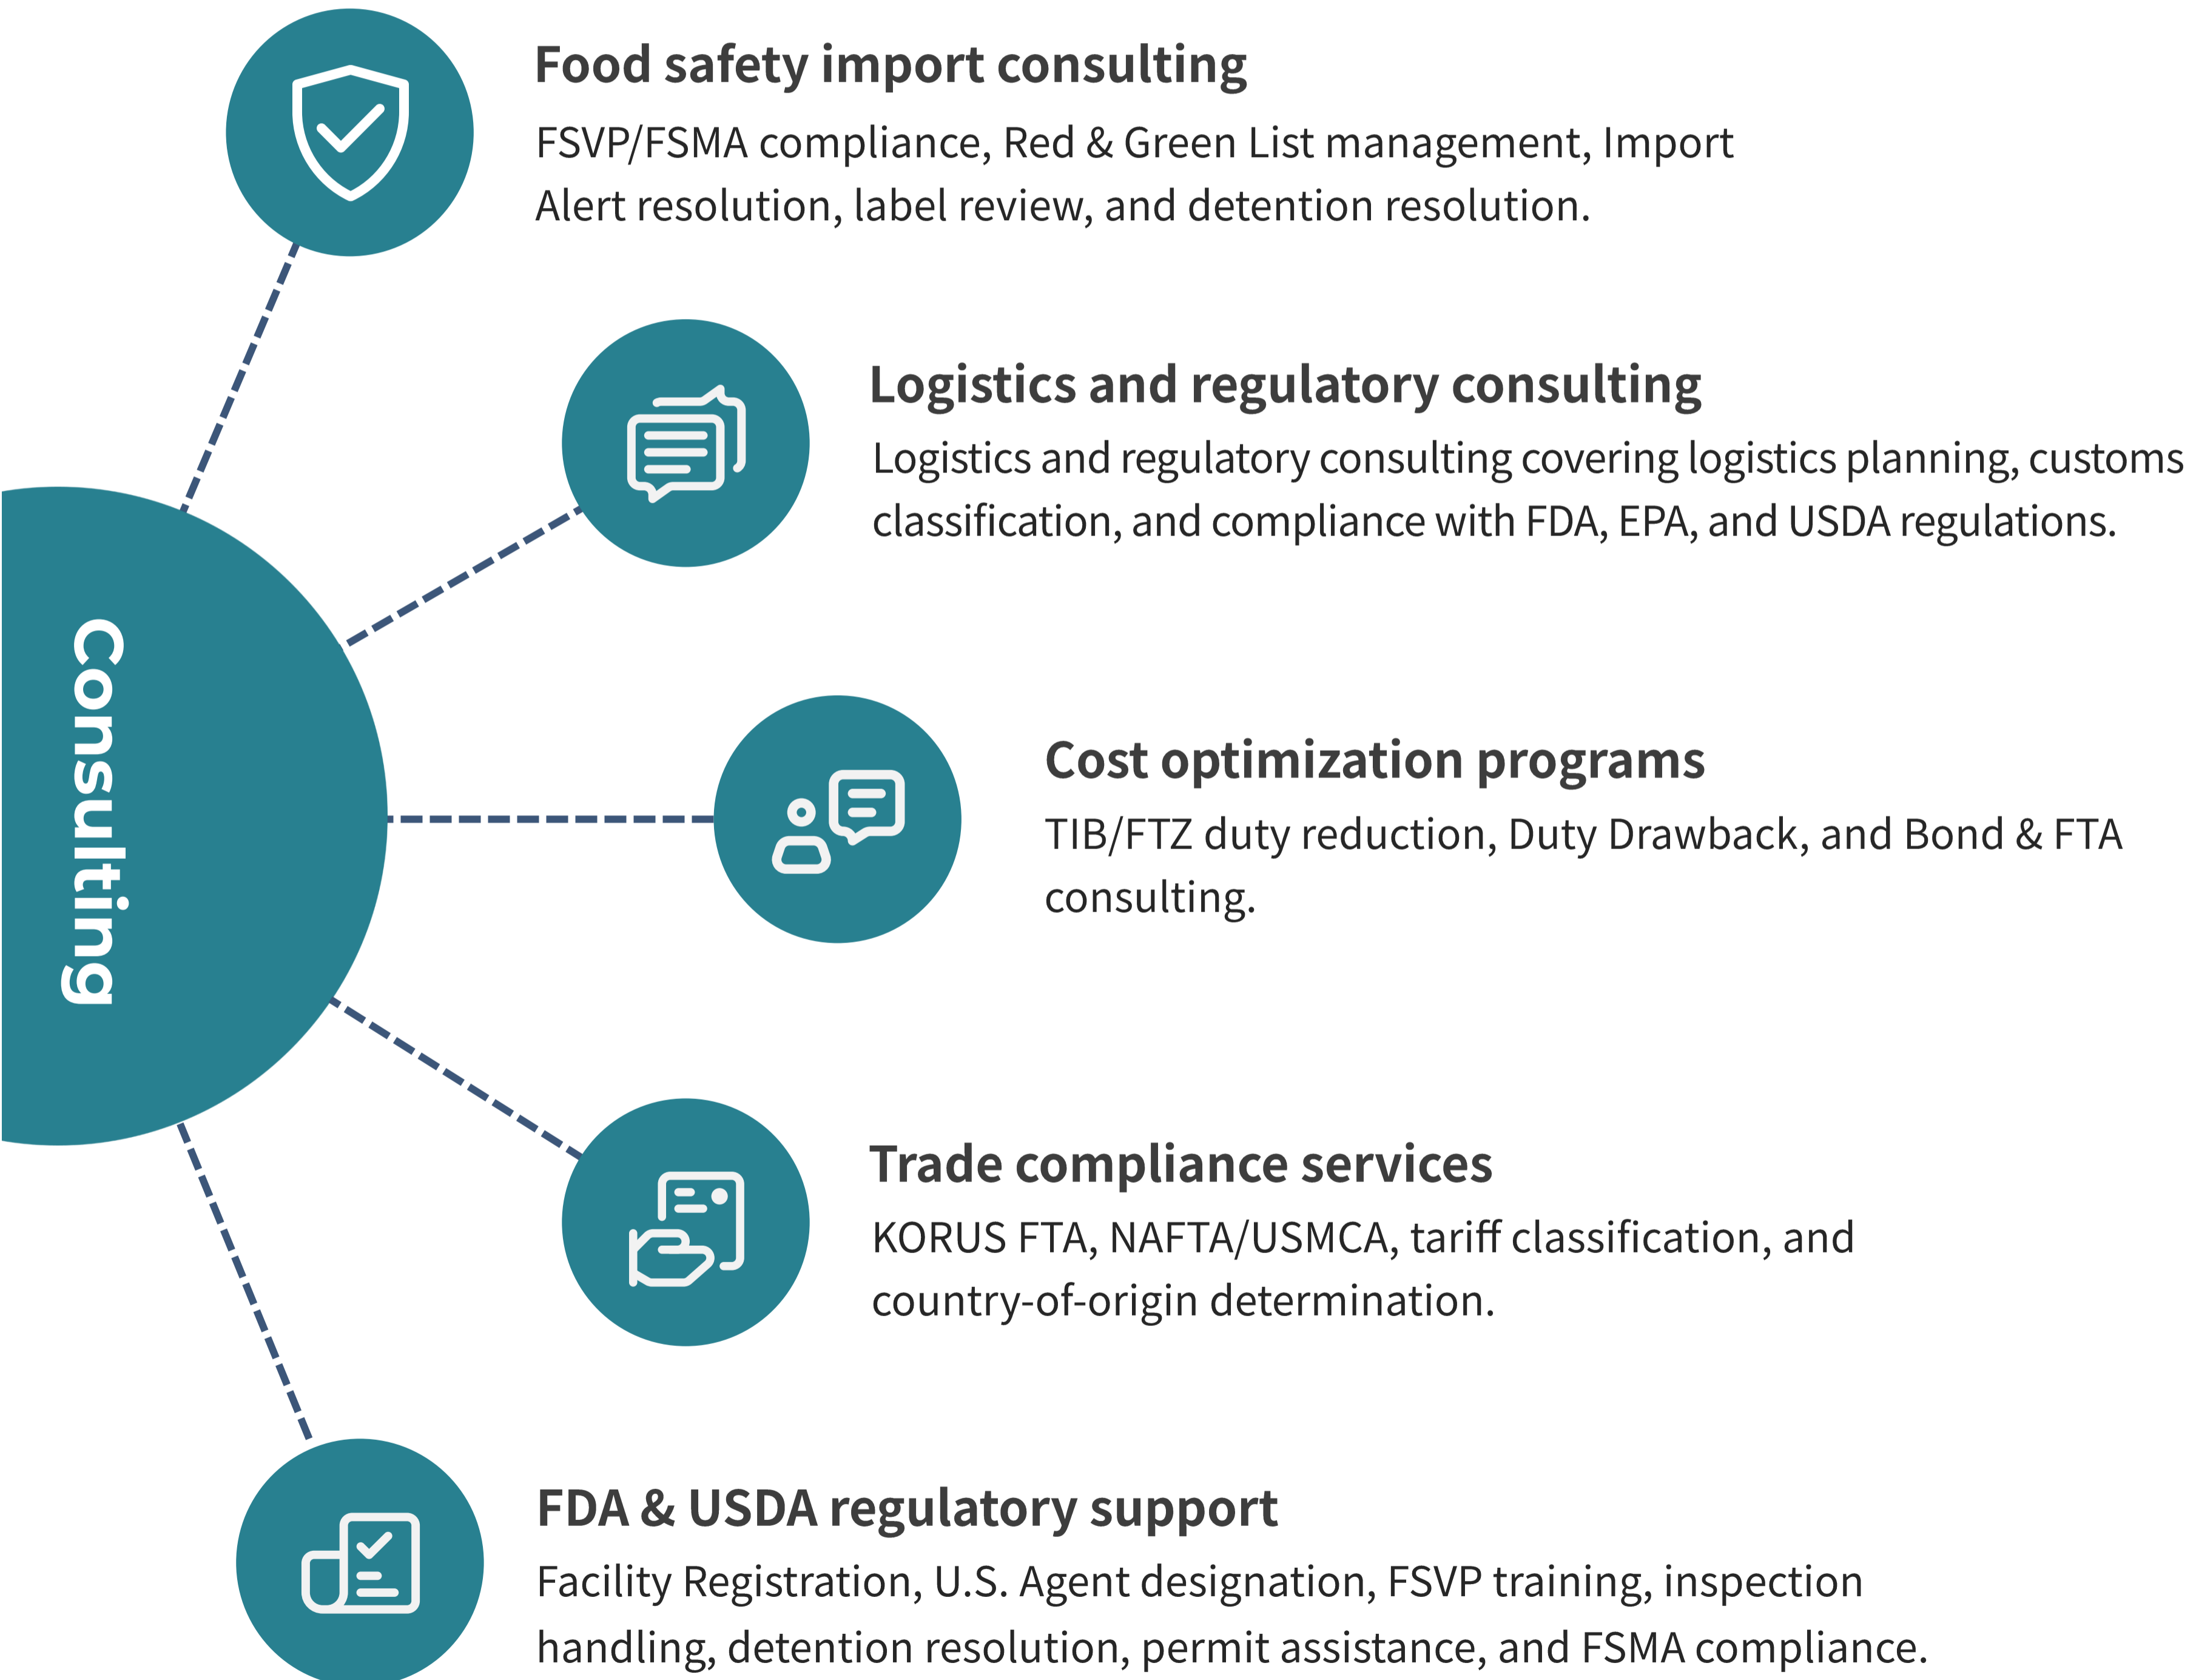 Food safety import consulting
FSVP/FSMA compliance, Red & Green List management, Import
Alert resolution, label review, and detention resolution.
Logistics and regulatory consulting
Logistics and regulatory consulting covering logistics planning, customs
classification, and compliance with FDA, EPA, and USDA regulations.
Consulting
Cost optimization programs
TIB/FTZ duty reduction, Duty Drawback, and Bond & FTA
consulting.
Trade compliance services
KORUS FTA, NAFTA/USMCA, tariff classification, and
country-of-origin determination.
FDA & USDA regulatory support
Facility Registration, U.S. Agent designation, FSVP training, inspection
handling, detention resolution, permit assistance, and FSMA compliance.